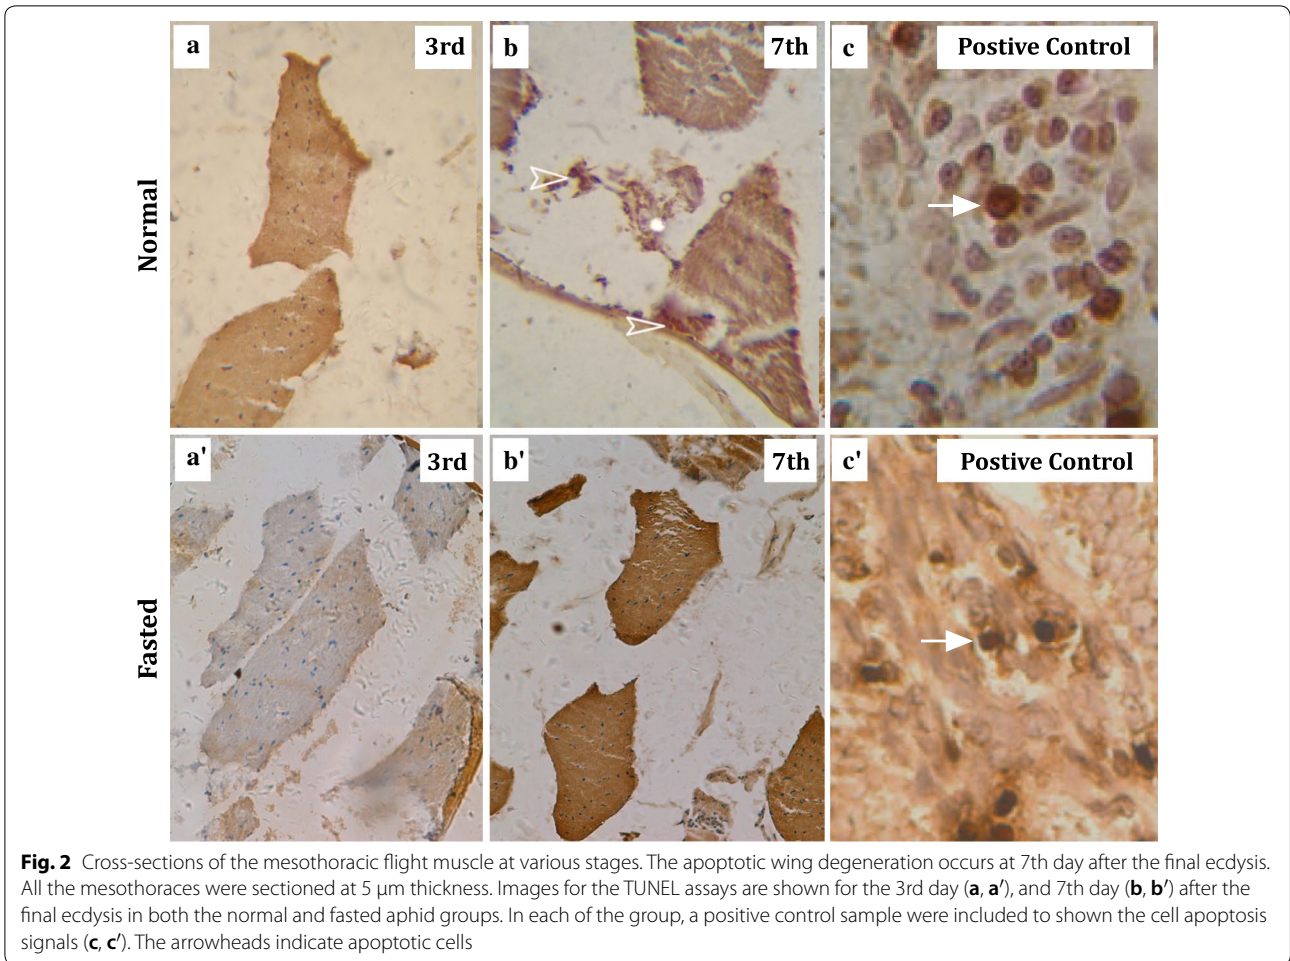 a
3rd
b
7th
c
Postive Control
Normal
a'
3rd
b'
7th
c'
Postive Control
Fasted
Fig. 2 Cross-sections of the mesothoracic flight muscle at various stages. The apoptotic wing degeneration occurs at 7th day after the final ecdysis.
All the mesothoraces were sectioned at 5 μm thickness. Images for the TUNEL assays are shown for the 3rd day (a, a′), and 7th day (b, b′) after the
final ecdysis in both the normal and fasted aphid groups. In each of the group, a positive control sample were included to shown the cell apoptosis
signals (c, c′). The arrowheads indicate apoptotic cells